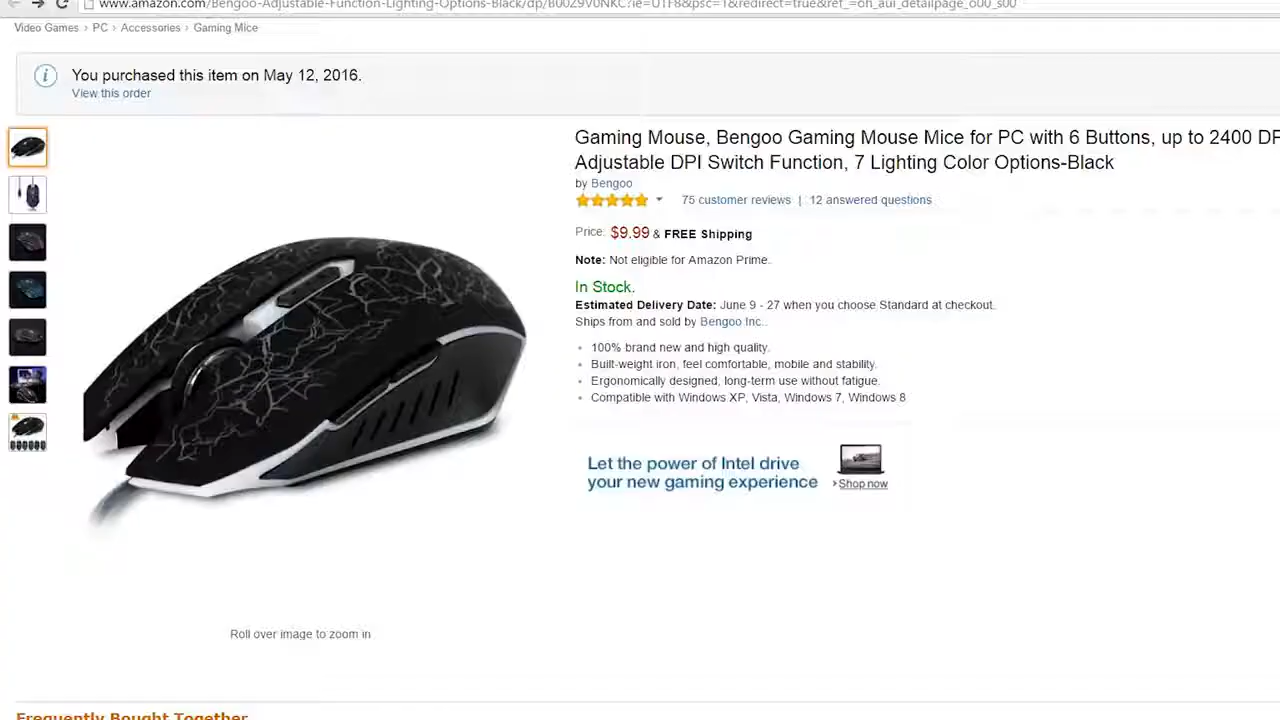 www.amazon.com/Bengoo-Adjustable-Function-Lighting-Options-Black/dp/B00Z9V0NKC?ie=UTF8&psc=1&redirect=true&ref_=oh_aui_detailpage_o00_s00
Video Games › PC › Accessories › Gaming Mice
You purchased this item on May 12, 2016.
View this order
Gaming Mouse, Bengoo Gaming Mouse Mice for PC with 6 Buttons, up to 2400
Adjustable DPI Switch Function, 7 Lighting Color Options-Black
by Bengoo
75 customer reviews | 12 answered questions
Price: $9.99 & FREE Shipping
Note: Not eligible for Amazon Prime.
In Stock.
Estimated Delivery Date: June 9 - 27 when you choose Standard at checkout.
Ships from and sold by Bengoo Inc..
100% brand new and high quality.
Built-weight iron, feel comfortable, mobile and stability.
Ergonomically designed, long-term use without fatigue.
Compatible with Windows XP, Vista, Windows 7, Windows 8
Let the power of Intel drive
your new gaming experience
Shop now
Roll over image to zoom in
Frequently Bought Together